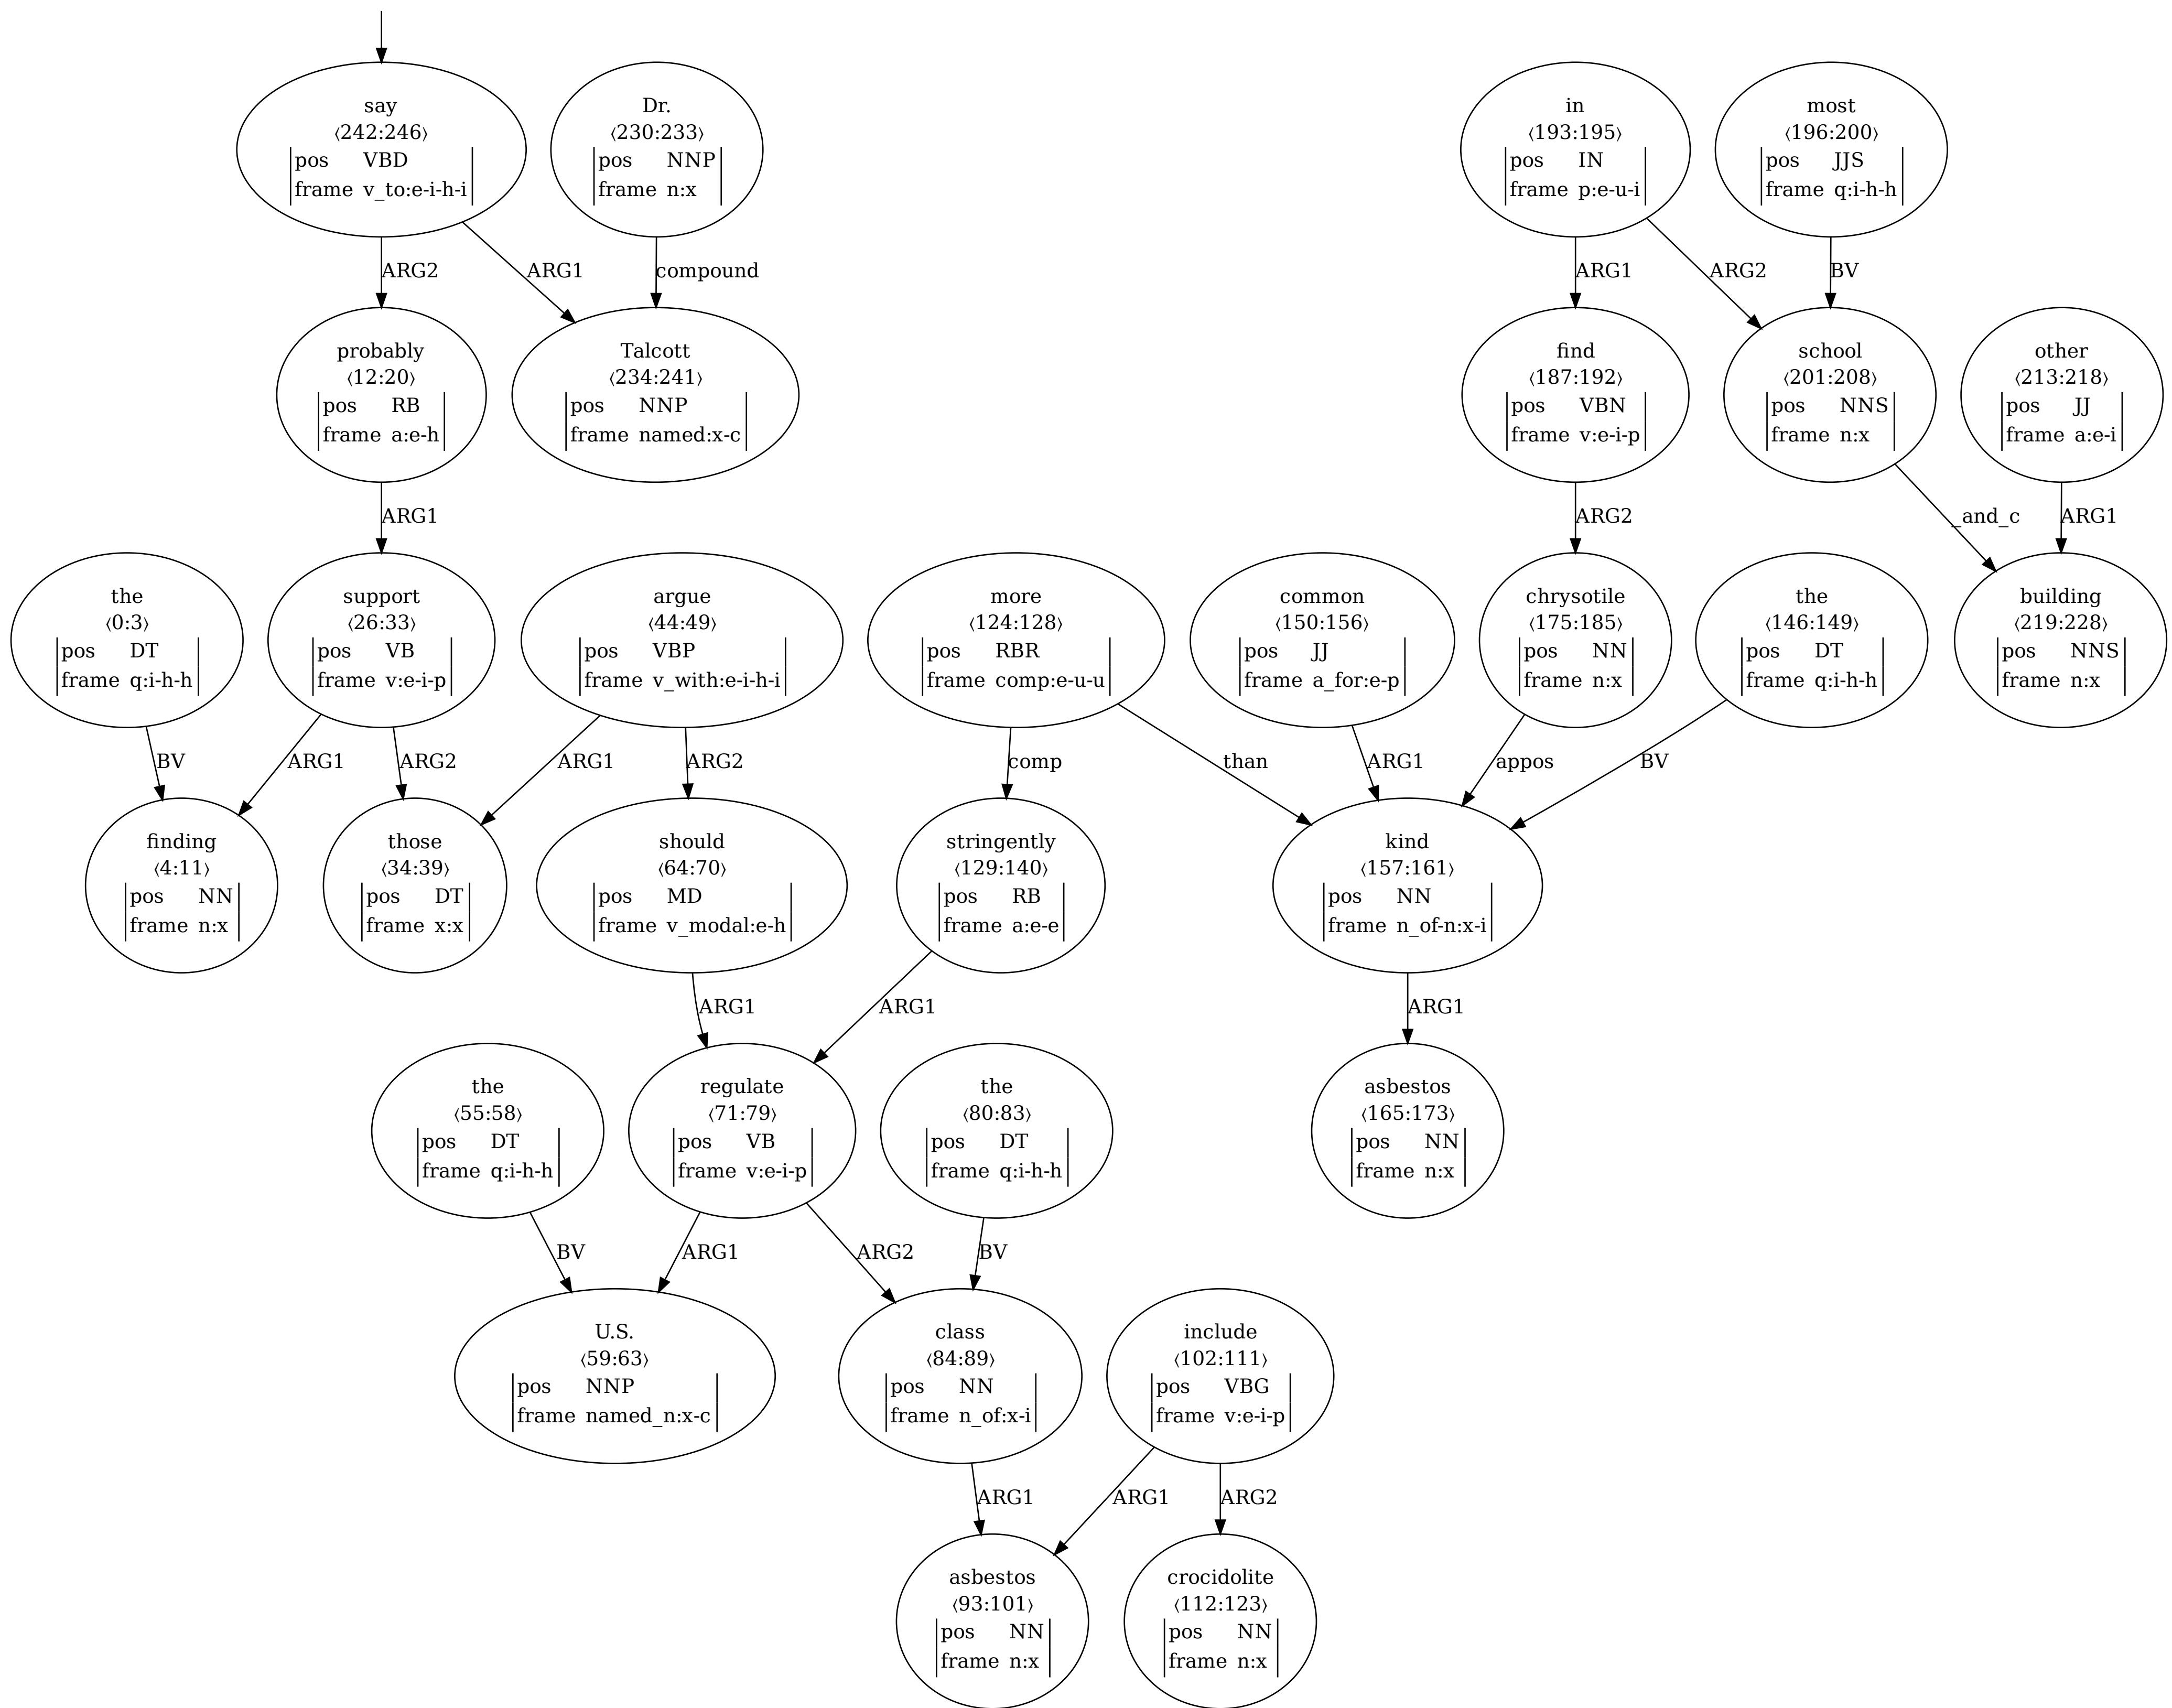 say
⟨242:246⟩
pos VBD
frame v_to:e-i-h-i
Dr.
⟨230:233⟩
pos NNP
frame n:x
in
⟨193:195⟩
pos IN
frame p:e-u-i
most
⟨196:200⟩
pos JJS
frame q:i-h-h
ARG2
ARG1
compound
ARG1
ARG2
BV
probably
⟨12:20⟩
pos RB
frame a:e-h
Talcott
⟨234:241⟩
pos NNP
frame named:x-c
find
⟨187:192⟩
pos VBN
frame v:e-i-p
school
⟨201:208⟩
pos NNS
frame n:x
other
⟨213:218⟩
pos JJ
frame a:e-i
ARG1
ARG2
_and_c
ARG1
the
⟨0:3⟩
pos DT
frame q:i-h-h
support
⟨26:33⟩
pos VB
frame v:e-i-p
argue
⟨44:49⟩
pos VBP
frame v_with:e-i-h-i
more
⟨124:128⟩
pos RBR
frame comp:e-u-u
common
⟨150:156⟩
pos JJ
frame a_for:e-p
chrysotile
⟨175:185⟩
pos NN
frame n:x
the
⟨146:149⟩
pos DT
frame q:i-h-h
building
⟨219:228⟩
pos NNS
frame n:x
BV
ARG1
ARG2
ARG1
ARG2
comp
than
ARG1
appos
BV
finding
⟨4:11⟩
pos NN
frame n:x
those
⟨34:39⟩
pos DT
frame x:x
should
⟨64:70⟩
pos MD
frame v_modal:e-h
stringently
⟨129:140⟩
pos RB
frame a:e-e
kind
⟨157:161⟩
pos NN
frame n_of-n:x-i
ARG1
ARG1
ARG1
the
⟨55:58⟩
pos DT
frame q:i-h-h
regulate
⟨71:79⟩
pos VB
frame v:e-i-p
the
⟨80:83⟩
pos DT
frame q:i-h-h
asbestos
⟨165:173⟩
pos NN
frame n:x
BV
ARG1
ARG2
BV
U.S.
⟨59:63⟩
pos NNP
frame named_n:x-c
class
⟨84:89⟩
pos NN
frame n_of:x-i
include
⟨102:111⟩
pos VBG
frame v:e-i-p
ARG1
ARG1
ARG2
asbestos
⟨93:101⟩
pos NN
frame n:x
crocidolite
⟨112:123⟩
pos NN
frame n:x